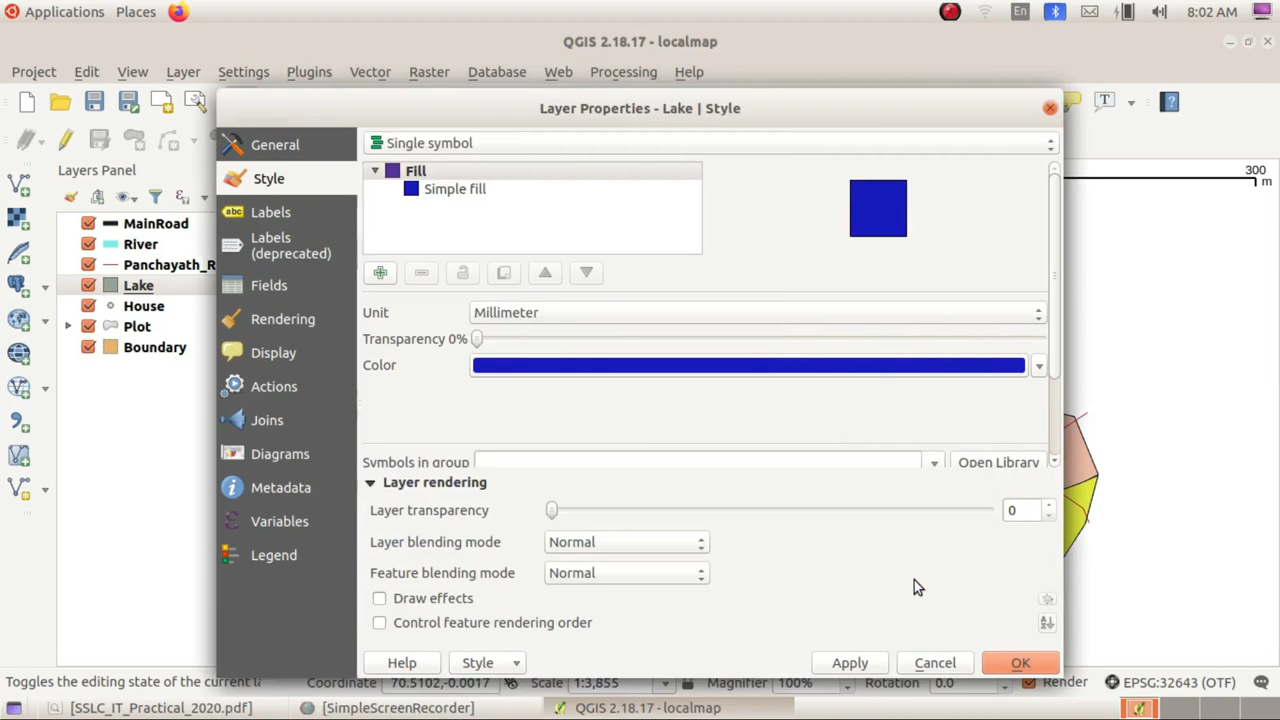 Applications Places En 8:02 AM
QGIS 2.18.17 - localmap
Project Edit View Layer Settings Plugins Vector Raster Database Web Processing Help
Layer Properties - Lake | Style
T
Layers Panel
MainRoad
River
Panchayath_R
Lake
House
Plot
Boundary
General
Style
abc Labels
Labels (deprecated)
Fields
Rendering
Display
Actions
Joins
Diagrams
Metadata
Variables
Legend
Single symbol
Fill
Simple fill
Unit Millimeter
Transparency 0%
Color
Symbols in group Open Library
Layer rendering
Layer transparency 0
Layer blending mode Normal
Feature blending mode Normal
Draw effects
Control feature rendering order
Help Style Apply Cancel OK
300
m
Toggles the editing state of the current Coordinate 70.5102,-0.0017 Scale 1:3,855 Magnifier 100% Rotation 0.0 Render EPSG:32643 (OTF)
[SSLC_IT_Practical_2020.pdf] [SimpleScreenRecorder] QGIS 2.18.17 - localmap